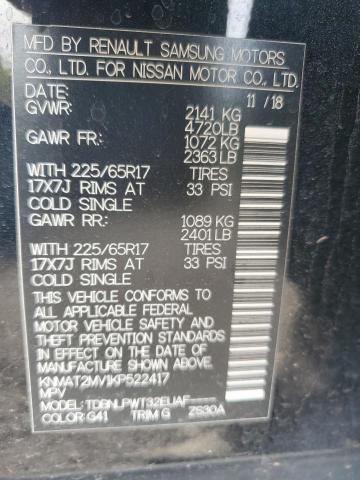 MFD BY RENAULT SAMSUNG MOTORS
CO., LTD. FOR NISSAN MOTOR CO., LTD.
DATE: 11 / 18
GVWR: 2141 KG
4720LB
GAWR FR: 1072 KG
2363 LB
WITH 225/65R17 TIRES
17X7J RIMS AT 33 PSI
COLD SINGLE
GAWR RR: 1089 KG
2401 LB
WITH 225/65R17 TIRES
17X7J RIMS AT 33 PSI
COLD SINGLE
THIS VEHICLE CONFORMS TO
ALL APPLICABLE FEDERAL
MOTOR VEHICLE SAFETY AND
THEFT PREVENTION STANDARDS
IN EFFECT ON THE DATE OF
MANUFACTURE SHOWN ABOVE.
KNMAT2MV1KP522417
MPV
MODEL: TDBNLPWT32EUAF----
COLOR: G41 TRIM G ZS30A